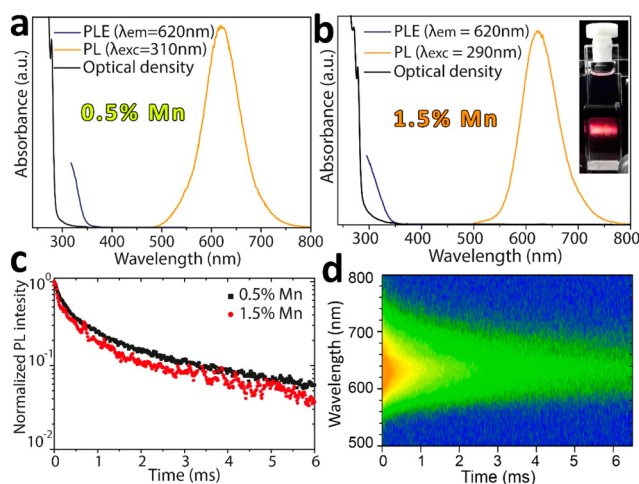 a
PLE (λem=620nm)
PL (λexc=310nm)
Optical density
0.5% Mn
Absorbance (a.u.)
300 400 500 600 700 800
Wavelength (nm)
b
PLE (λem = 620nm)
PL (λexc = 290nm)
Optical density
1.5% Mn
Absorbance (a.u.)
300 400 500 600 700 800
Wavelength (nm)
c
0.5% Mn
1.5% Mn
Normalized PL intesity
10^0
10^-1
10^-2
0 1 2 3 4 5 6
Time (ms)
d
Wavelength (nm)
800
700
600
500
0 1 2 3 4 5 6
Time (ms)